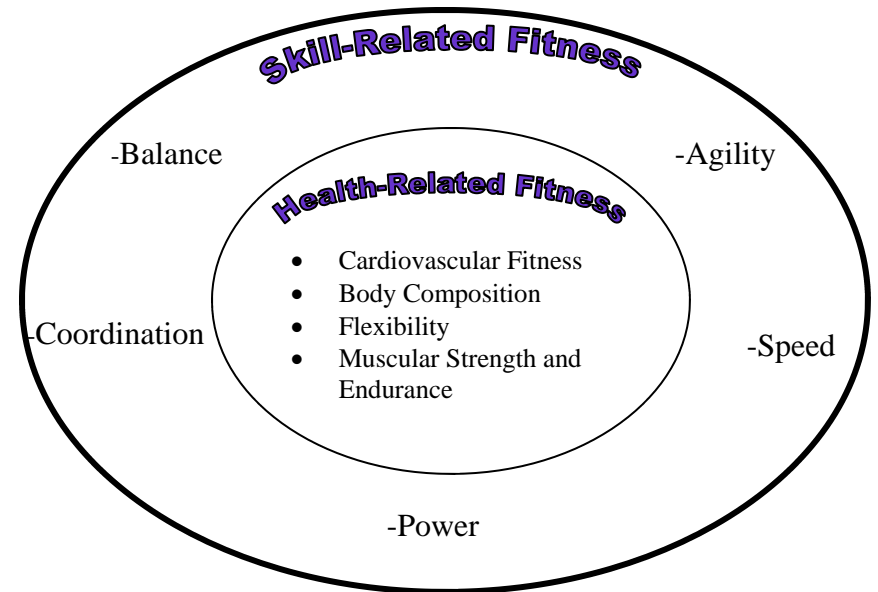 Skill-Related Fitness
-Balance
-Agility
Health-Related Fitness
• Cardiovascular Fitness
• Body Composition
• Flexibility
• Muscular Strength and
Endurance
-Coordination
-Speed
-Power